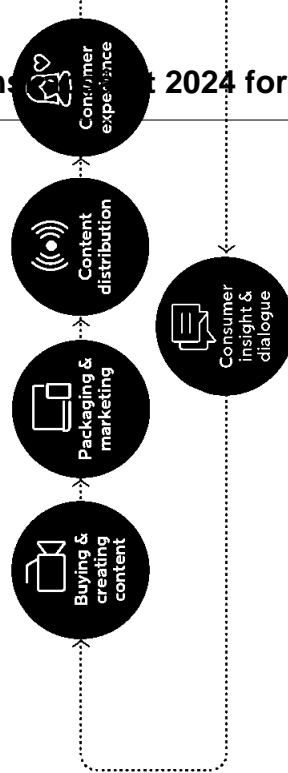 2024 for
Buying &
creating
content
Packaging &
marketing
Content
distribution
Consumer
experience
Consumer
insight &
dialogue